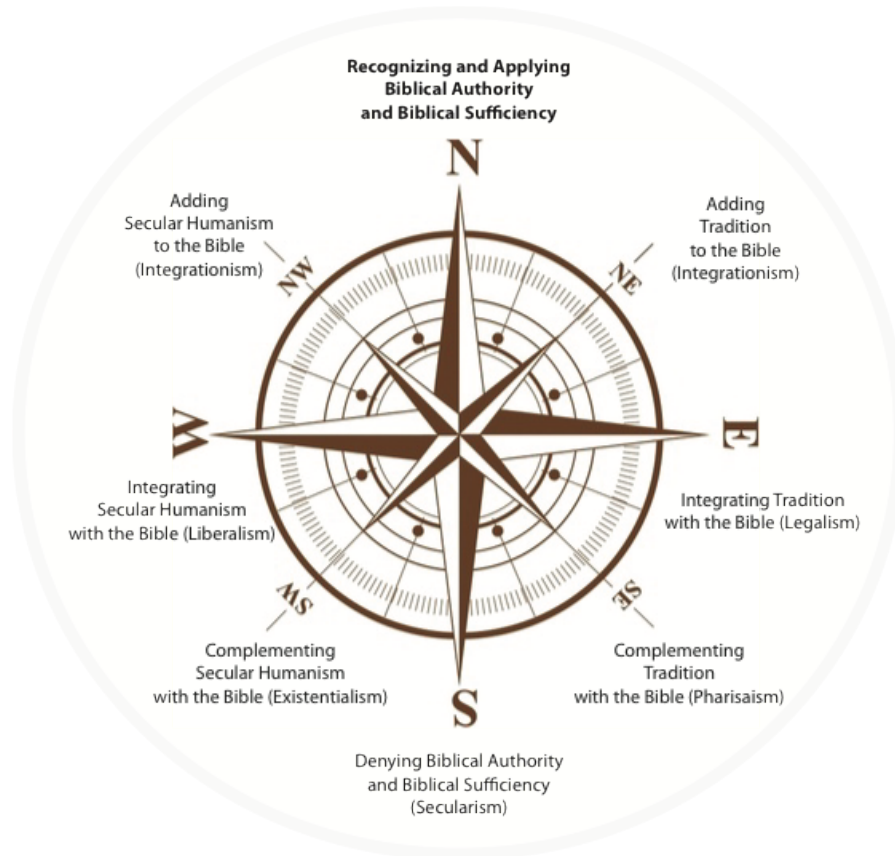 Recognizing and Applying
Biblical Authority
and Biblical Sufficiency
N
Adding
Secular Humanism
to the Bible
(Integrationism)
NW
Adding
Tradition
to the Bible
(Integrationism)
NE
W
E
Integrating
Secular Humanism
with the Bible (Liberalism)
Integrating Tradition
with the Bible (Legalism)
SW
SE
Complementing
Secular Humanism
with the Bible (Existentialism)
Complementing
Tradition
with the Bible (Pharisaism)
S
Denying Biblical Authority
and Biblical Sufficiency
(Secularism)